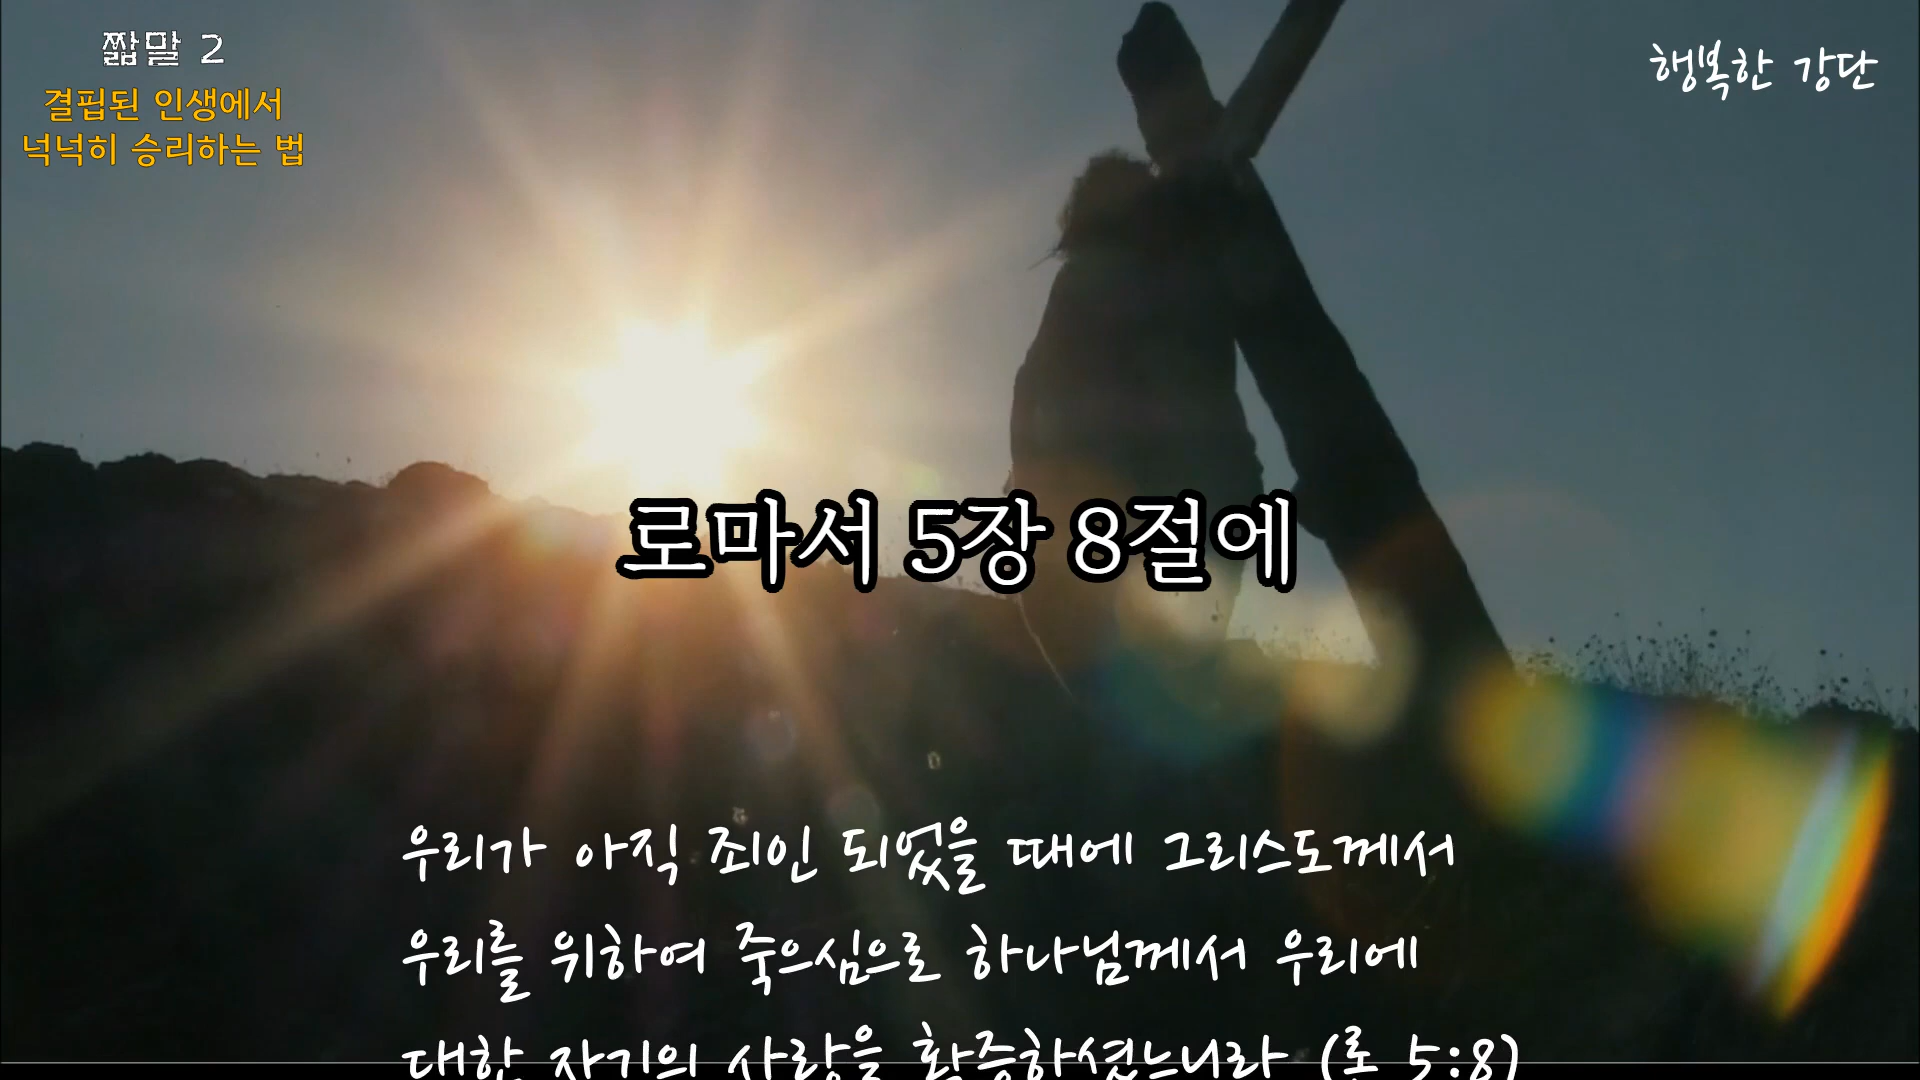 짧말 2
결핍된 인생에서
넉넉히 승리하는 법
행복한 강단
로마서 5장 8절에
우리가 아직 죄인 되었을 때에 그리스도께서
우리를 위하여 죽으심으로 하나님께서 우리에
대한 자기의 사랑을 확증하셨느니라 (롬 5:8)